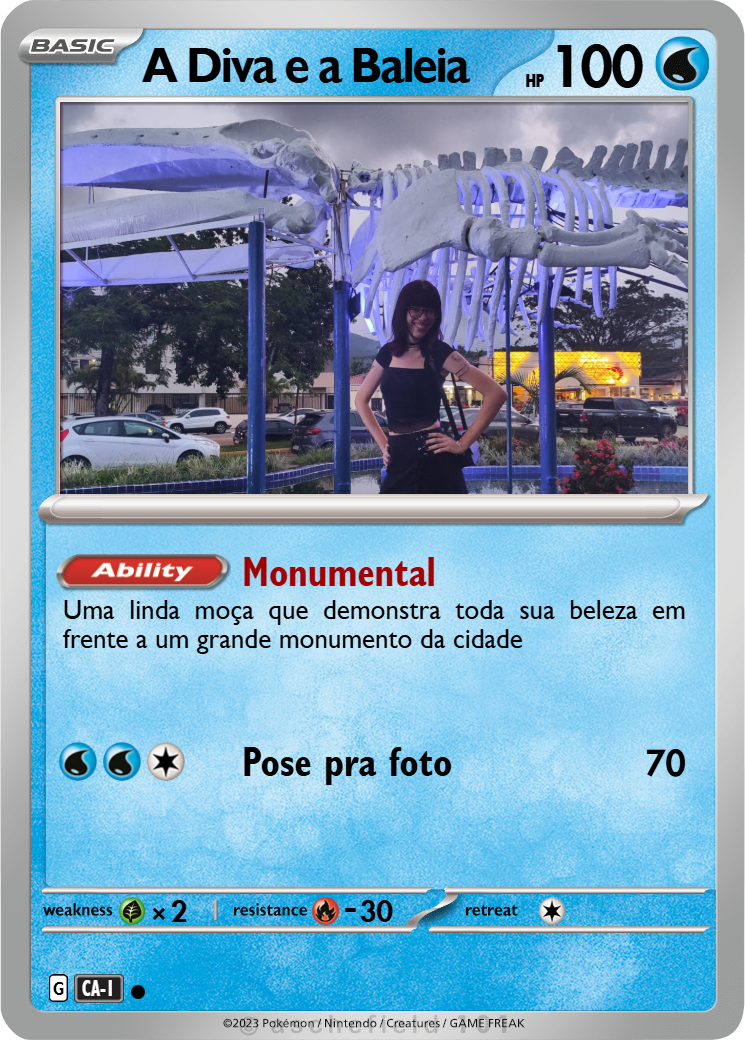 BASIC
A Diva e a Baleia
HP 100
Ability Monumental
Uma linda moça que demonstra toda sua beleza em
frente a um grande monumento da cidade
Pose pra foto 70
weakness × 2 resistance -30 retreat
G CA-I
©2023 Pokémon / Nintendo / Creatures / GAME FREAK